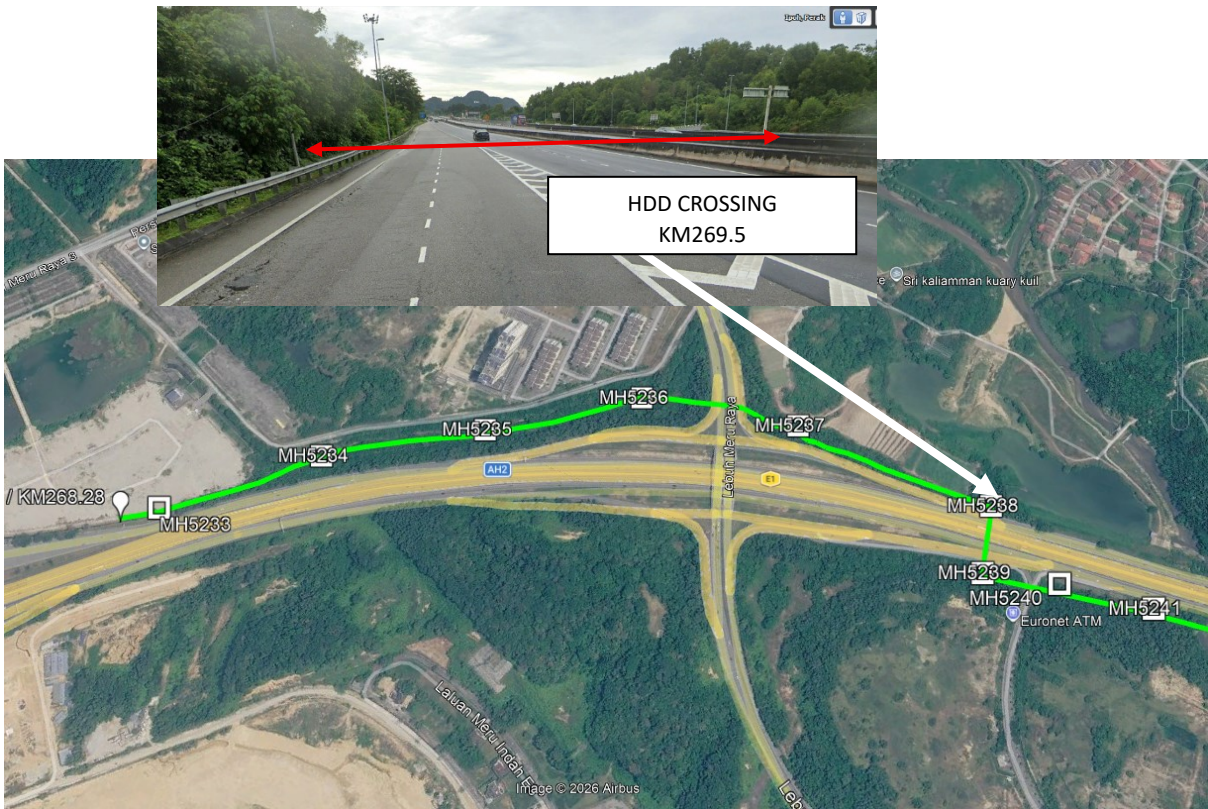 Ipoh, Perak
HDD CROSSING
KM269.5
Meru Raya 3
Sri kaliamman kuary kuil
MH5236
MH5237
MH5235
MH5234
Lebuh Meru Raya
AH2
E1
/ KM268.28
MH5233
MH5238
MH5239
MH5240
MH5241
Euronet ATM
Laluan Meru Indah
Image © 2026 Airbus